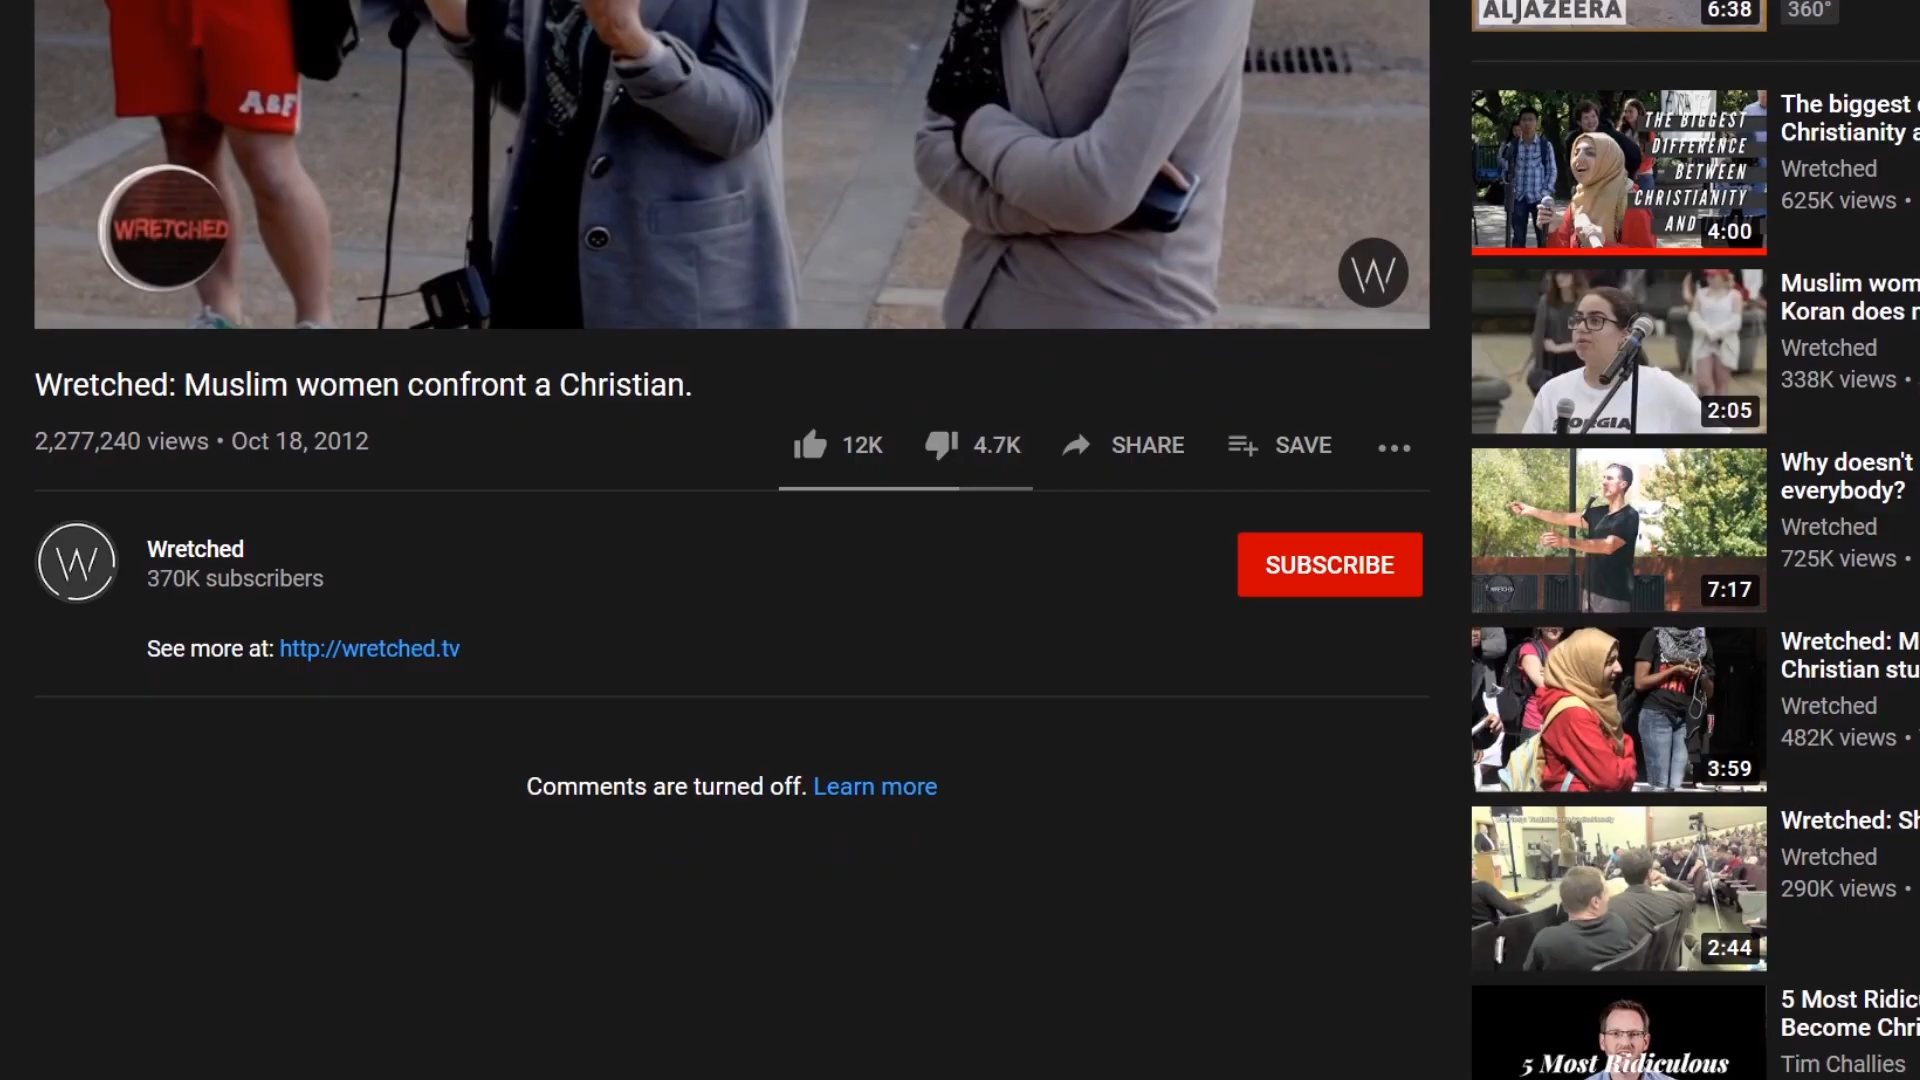 A&F
WRETCHED
W
Wretched: Muslim women confront a Christian.
2,277,240 views • Oct 18, 2012
12K
4.7K
SHARE
SAVE
W
Wretched
370K subscribers
SUBSCRIBE
See more at: http://wretched.tv
Comments are turned off. Learn more
ALJAZEERA
6:38
360°
THE BIGGEST
DIFFERENCE
BETWEEN
CHRISTIANITY
AND
4:00
The biggest
Christianity
Wretched
625K views •
2:05
Muslim wom
Koran does
Wretched
338K views •
7:17
Why doesn't
everybody?
Wretched
725K views •
3:59
Wretched: M
Christian stu
Wretched
482K views •
2:44
Wretched: Sh
Wretched
290K views •
5 Most Ridiculous
5 Most Ridic
Become Chri
Tim Challies